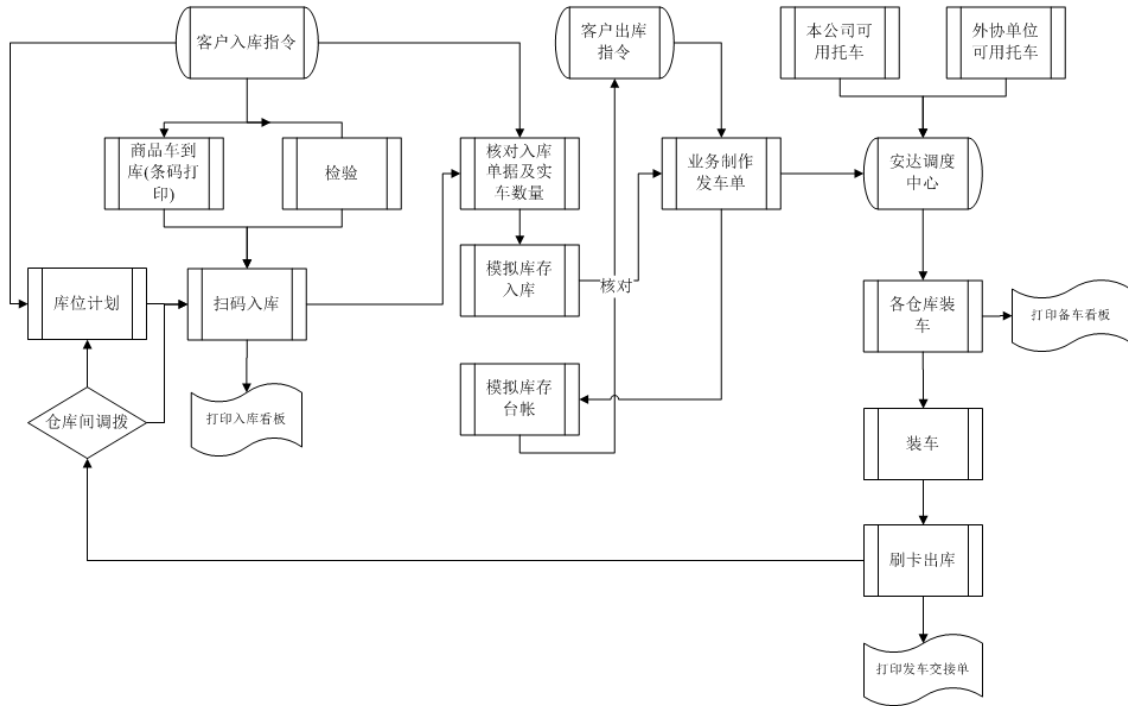 客户入库指令
客户出库
指令
本公司可
用托车
外协单位
可用托车
商品车到
库(条码打
印)
检验
核对入库
单据及实
车数量
业务制作
发车单
安达调度
中心
库位计划
扫码入库
模拟库存
入库
核对
各仓库装
车
打印备车看板
仓库间调拨
打印入库看板
模拟库存
台帐
装车
刷卡出库
打印发车交接单